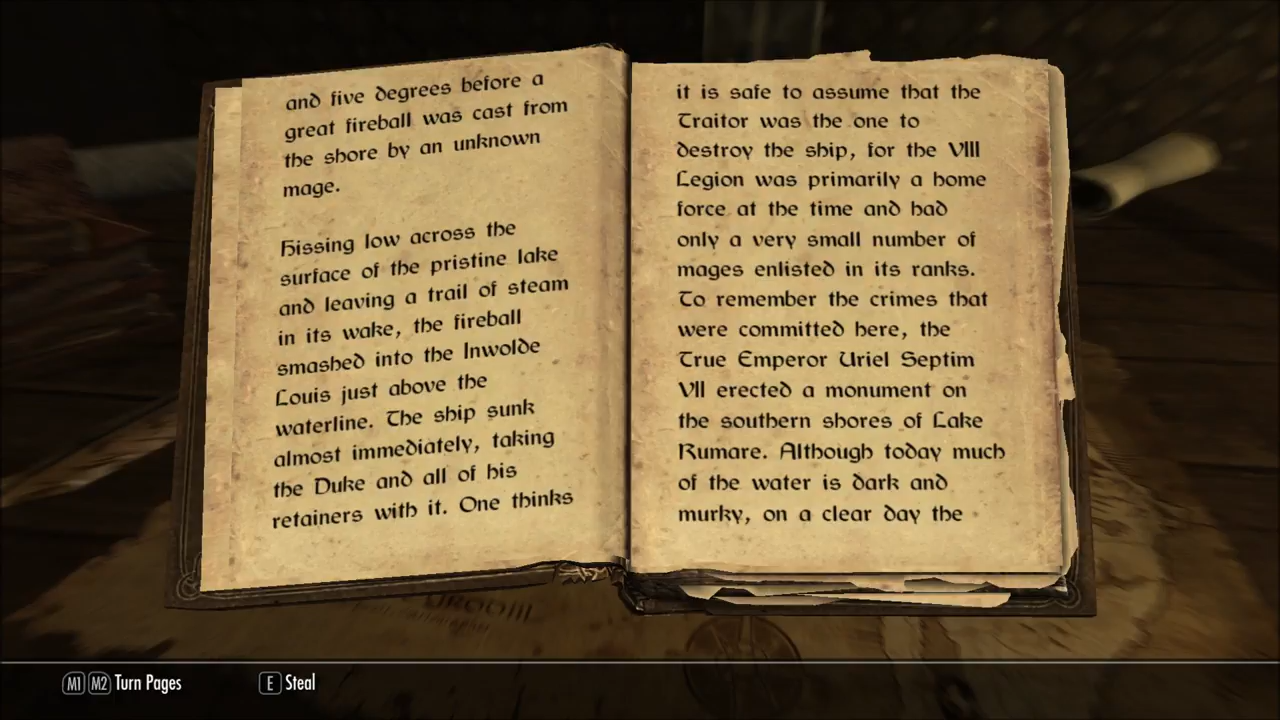 and five degrees before a
great fireball was cast from
the shore by an unknown
mage.
Hissing low across the
surface of the pristine lake
and leaving a trail of steam
in its wake, the fireball
smashed into the Inwolde
Louis just above the
waterline. The ship sunk
almost immediately, taking
the Duke and all of his
retainers with it. One thinks
it is safe to assume that the
Traitor was the one to
destroy the ship, for the VIII
Legion was primarily a home
force at the time and had
only a very small number of
mages enlisted in its ranks.
To remember the crimes that
were committed here, the
True Emperor Uriel Septim
VII erected a monument on
the southern shores of Lake
Rumare. Although today much
of the water is dark and
murky, on a clear day the
M1 M2 Turn Pages
E Steal